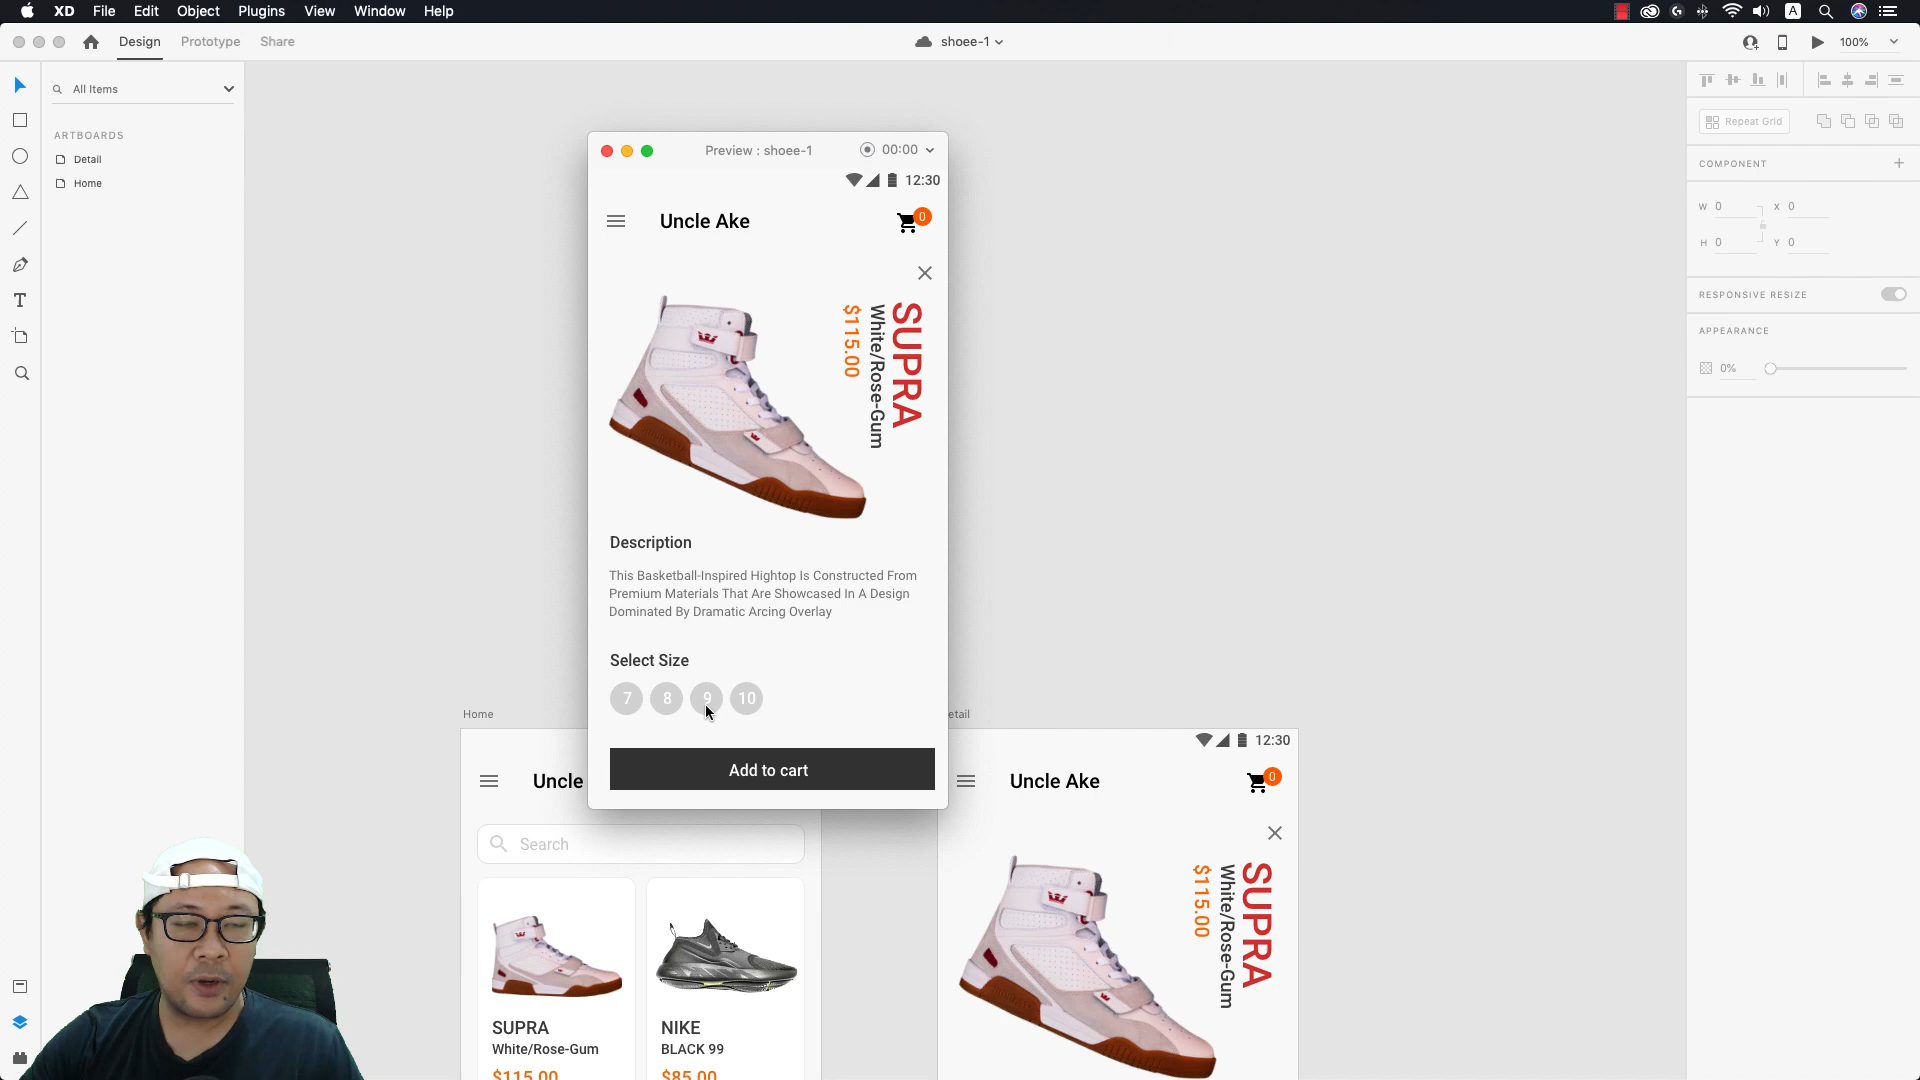 XD File Edit Object Plugins View Window Help
A
Design Prototype Share
shoee-1
100%
All Items
ARTBOARDS
Detail
Home
Preview : shoee-1
00:00
12:30
Uncle Ake
0
SUPRA
White/Rose-Gum
$115.00
Description
This Basketball-Inspired Hightop Is Constructed From
Premium Materials That Are Showcased In A Design
Dominated By Dramatic Arcing Overlay
Select Size
7 8 9 10
Add to cart
Home
Uncle
Search
SUPRA
White/Rose-Gum
$115.00
NIKE
BLACK 99
$85.00
etail
12:30
Uncle Ake
0
SUPRA
White/Rose-Gum
$115.00
Repeat Grid
COMPONENT
W 0 X 0
H 0 Y 0
RESPONSIVE RESIZE
APPEARANCE
0%